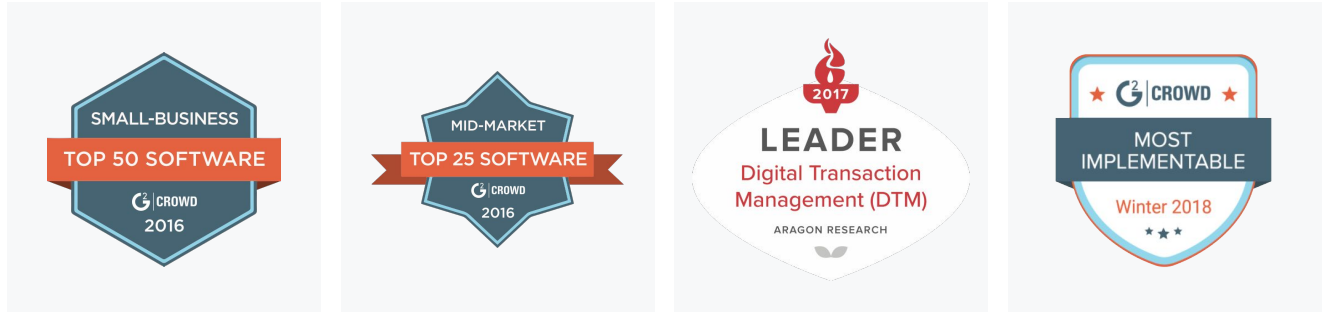 SMALL-BUSINESS
TOP 50 SOFTWARE
G2 | CROWD
2016
MID-MARKET
TOP 25 SOFTWARE
G2 | CROWD
2016
2017
LEADER
Digital Transaction
Management (DTM)
ARAGON RESEARCH
G2 | CROWD
MOST
IMPLEMENTABLE
Winter 2018